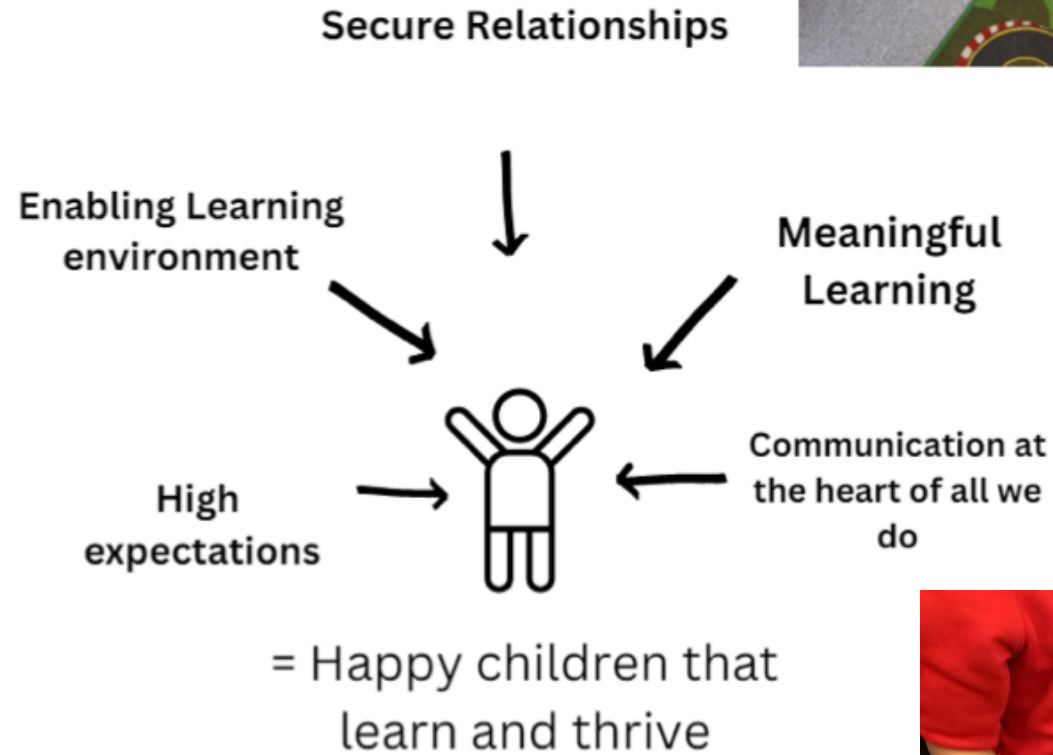 Secure Relationships
Enabling Learning
environment
Meaningful
Learning
High
expectations
Communication at
the heart of all we
do
= Happy children that
learn and thrive